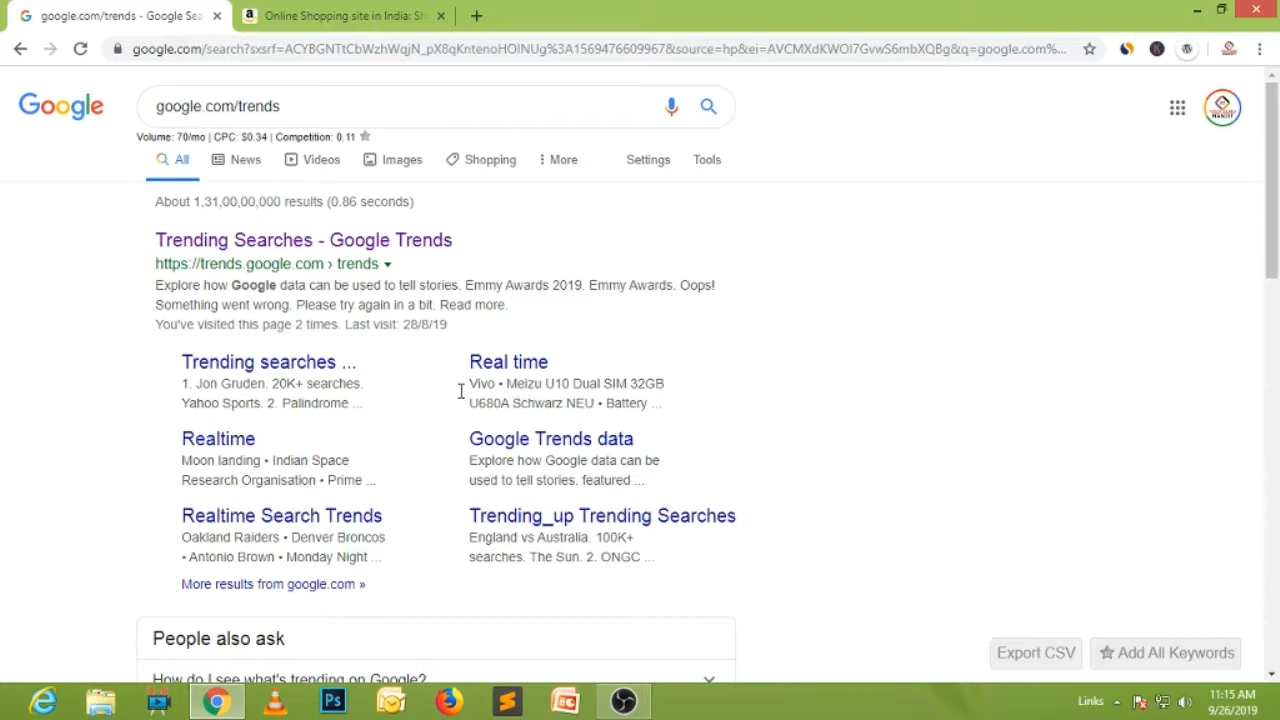 google.com/trends - Google Sea
Online Shopping site in India: Sh
google.com/search?sxsrf=ACYBGNTtCbWzhWqjN_pX8qKntenoHOlNUg%3A1569476609967&source=hp&ei=AVCMXdKWOl7GvwS6mbXQBg&q=google.com%...
Google
google.com/trends
Volume: 70/mo | CPC: $0.34 | Competition: 0.11
All
News
Videos
Images
Shopping
More
Settings
Tools
About 1,31,00,00,000 results (0.86 seconds)
Trending Searches - Google Trends
https://trends.google.com › trends
Explore how Google data can be used to tell stories. Emmy Awards 2019. Emmy Awards. Oops!
Something went wrong. Please try again in a bit. Read more.
You've visited this page 2 times. Last visit: 28/8/19
Trending searches ...
1. Jon Gruden. 20K+ searches.
Yahoo Sports. 2. Palindrome ...
Real time
Vivo • Meizu U10 Dual SIM 32GB
U680A Schwarz NEU • Battery ...
Realtime
Moon landing • Indian Space
Research Organisation • Prime ...
Google Trends data
Explore how Google data can be
used to tell stories. featured ...
Realtime Search Trends
Oakland Raiders • Denver Broncos
• Antonio Brown • Monday Night ...
Trending_up Trending Searches
England vs Australia. 100K+
searches. The Sun. 2. ONGC ...
More results from google.com »
People also ask
How do I see what's trending on Google?
Export CSV
Add All Keywords
Links
11:15 AM
9/26/2019